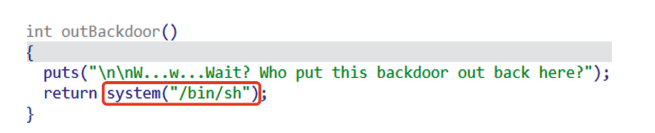 int outBackdoor()
{
puts("\n\nW...w...Wait? Who put this backdoor out back here?");
return system("/bin/sh");
}